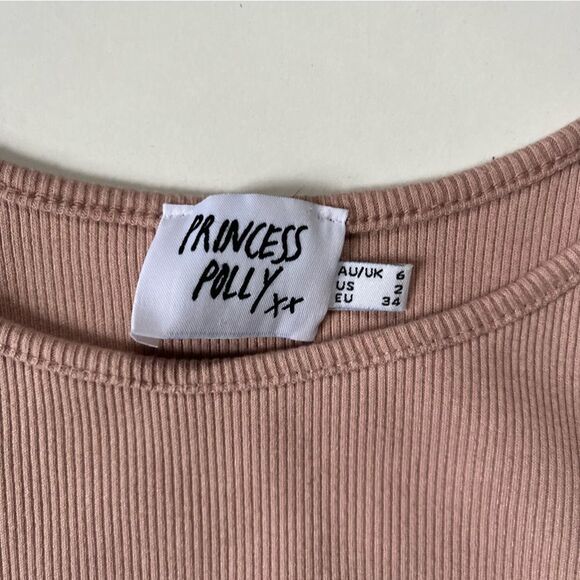 PRINCESS
POLLY xx
AU/UK 6
US 2
EU 34